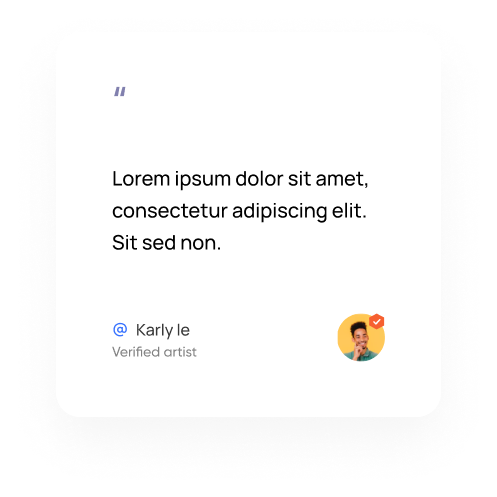 “
Lorem ipsum dolor sit amet,
consectetur adipiscing elit.
Sit sed non.
@ Karly le
Verified artist